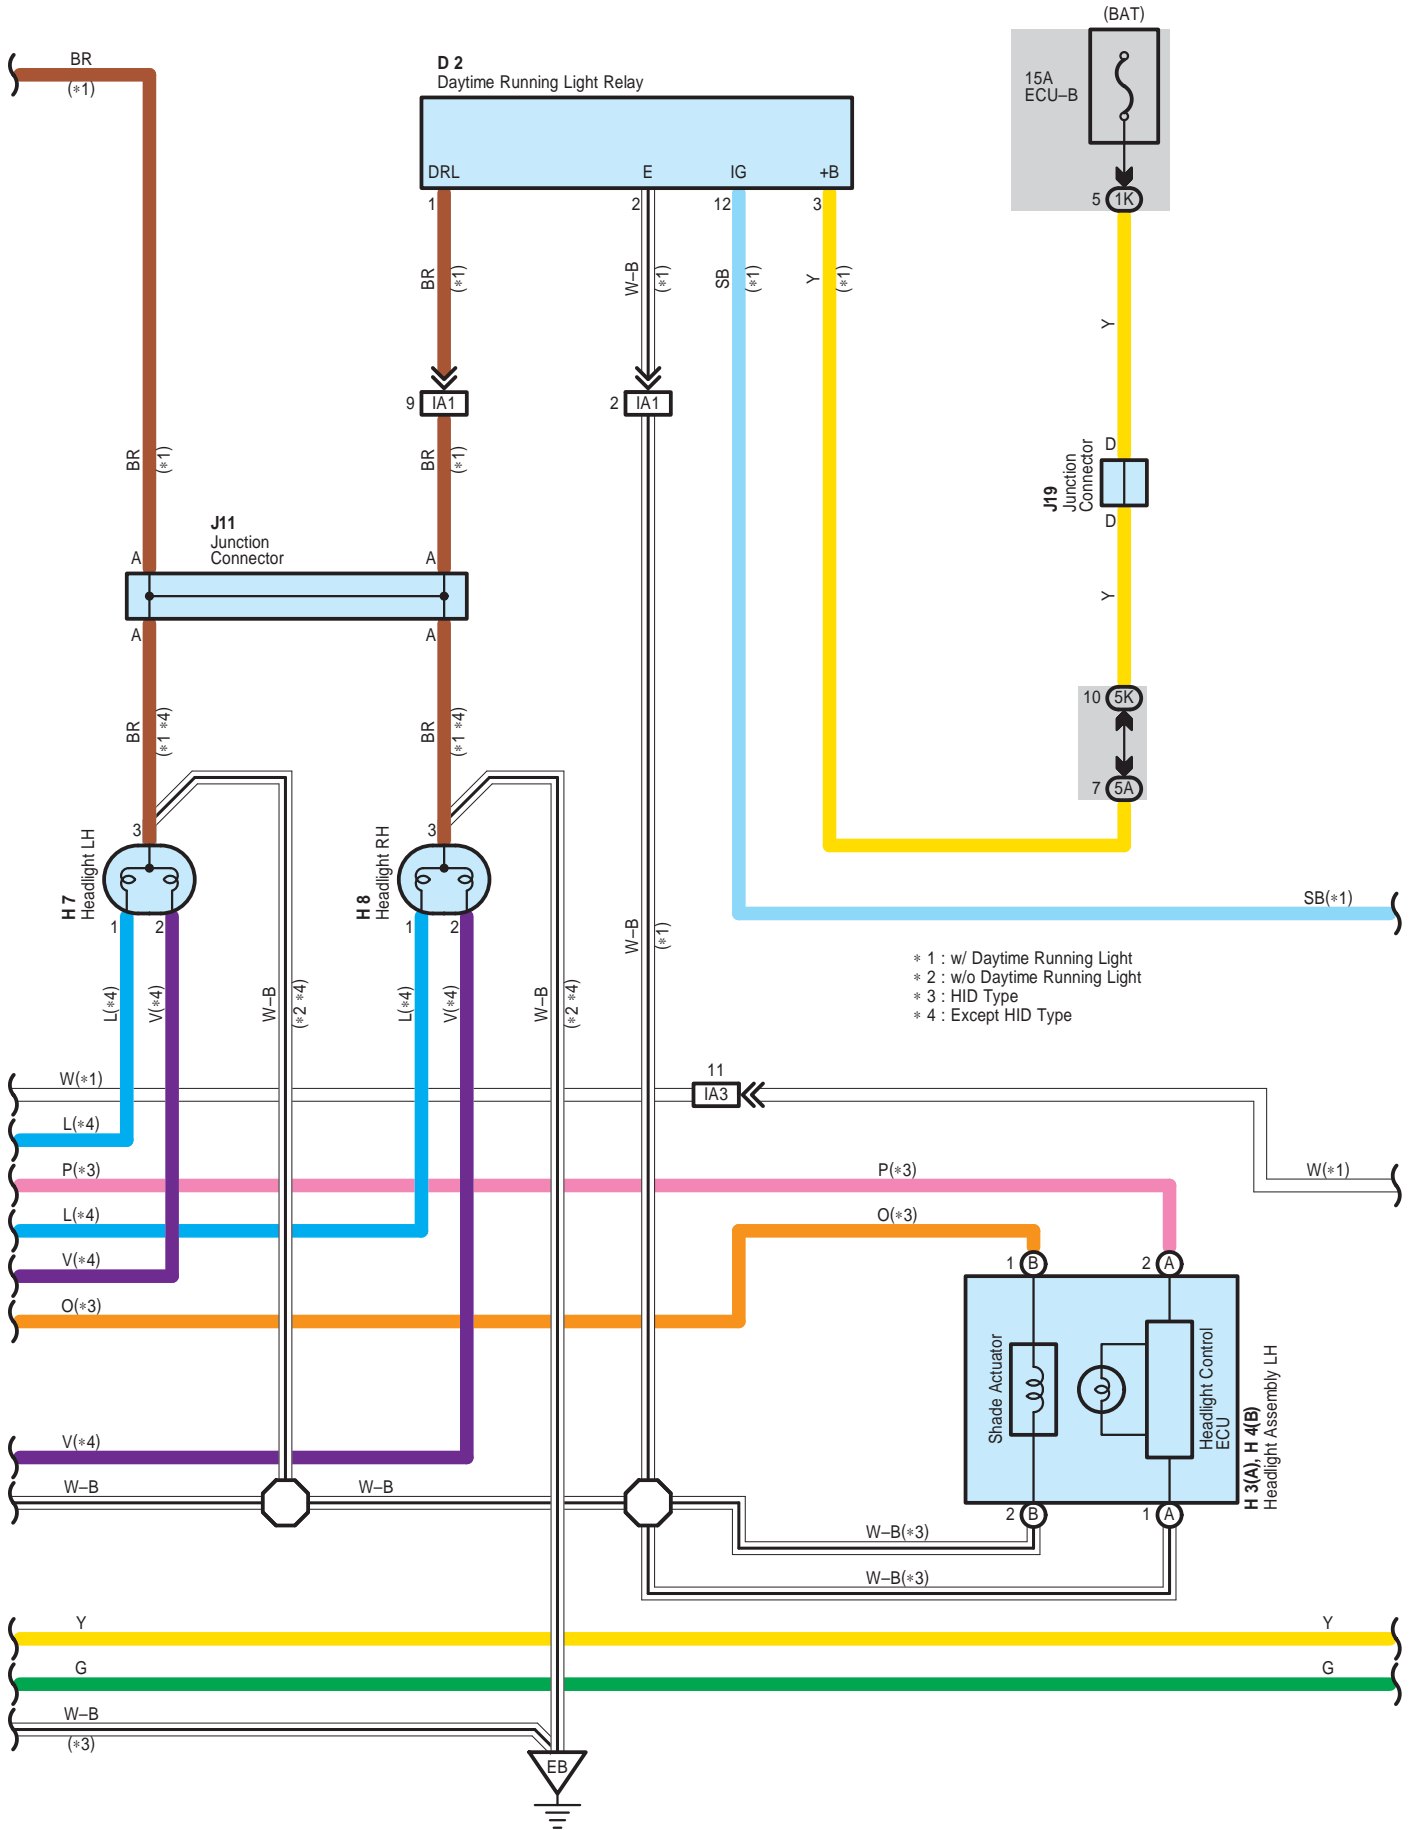 (BAT)
BR
(*1)
D 2
Daytime Running Light Relay
15A
ECU–B
DRL
E
IG
+B
1
2
12
3
5
1K
BR
(*1)
W–B
(*1)
SB
(*1)
Y
(*1)
Y
9
IA1
2
IA1
BR
(*1)
BR
(*1)
D
J19
Junction
Connector
D
J11
Junction
Connector
A
A
A
A
Y
10
5K
7
5A
BR
(*1 *4)
BR
(*1 *4)
3
3
H 7
Headlight LH
H 8
Headlight RH
1
2
1
2
SB(*1)
W–B
(*1)
* 1 : w/ Daytime Running Light
* 2 : w/o Daytime Running Light
* 3 : HID Type
* 4 : Except HID Type
L(*4)
V(*4)
W–B
(*2 *4)
L(*4)
V(*4)
W–B
(*2 *4)
W(*1)
11
IA3
L(*4)
P(*3)
P(*3)
W(*1)
L(*4)
O(*3)
V(*4)
1
B
2
A
O(*3)
Shade Actuator
Headlight Control
ECU
H 3(A), H 4(B)
Headlight Assembly LH
V(*4)
W–B
W–B
2
B
1
A
W–B(*3)
W–B(*3)
Y
Y
G
G
W–B
(*3)
EB